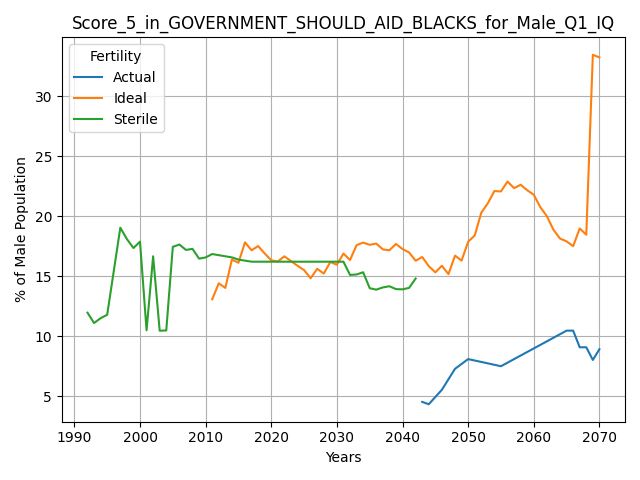 Score_5_in_GOVERNMENT_SHOULD_AID_BLACKS_for_Male_Q1_IQ
Fertility
Actual
Ideal
Sterile
% of Male Population
30
25
20
15
10
5
1990 2000 2010 2020 2030 2040 2050 2060 2070
Years